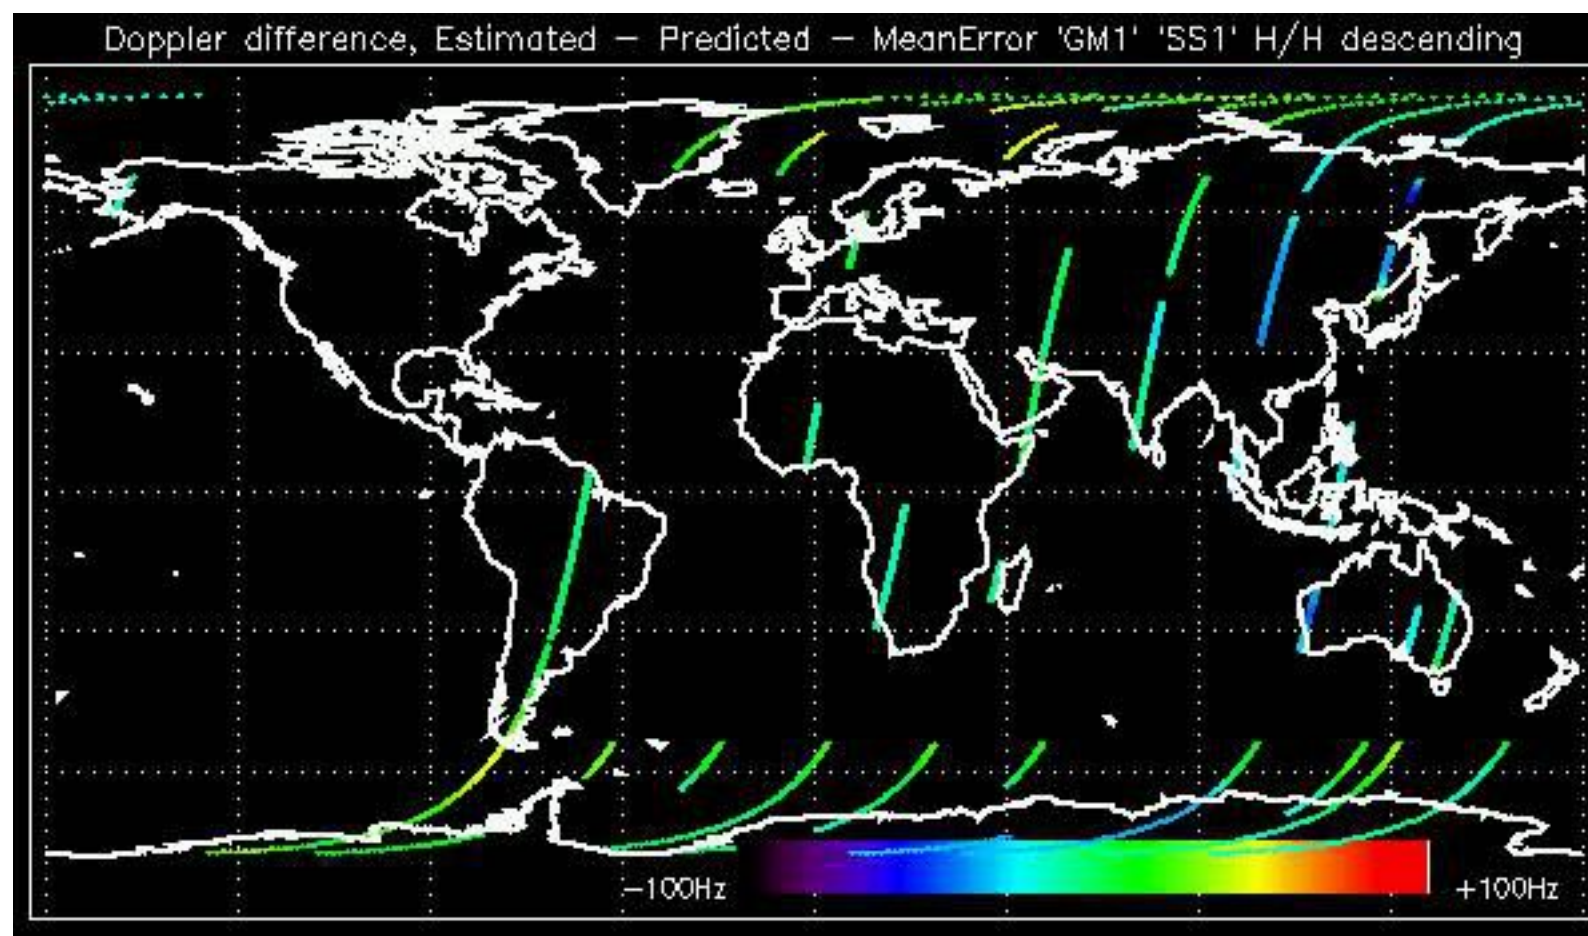 Doppler difference, Estimated – Predicted – MeanError 'GM1' 'SS1' H/H descending
–100Hz +100Hz